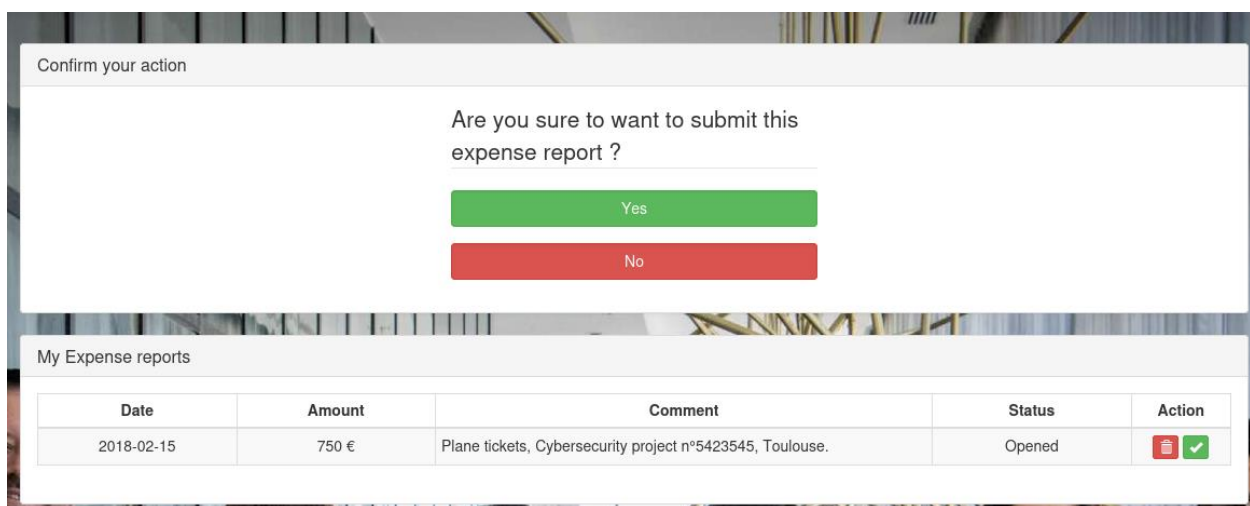 Confirm your action
Are you sure to want to submit this
expense report ?
Yes
No
My Expense reports
Date Amount Comment Status Action
2018-02-15 750 € Plane tickets, Cybersecurity project n°5423545, Toulouse. Opened